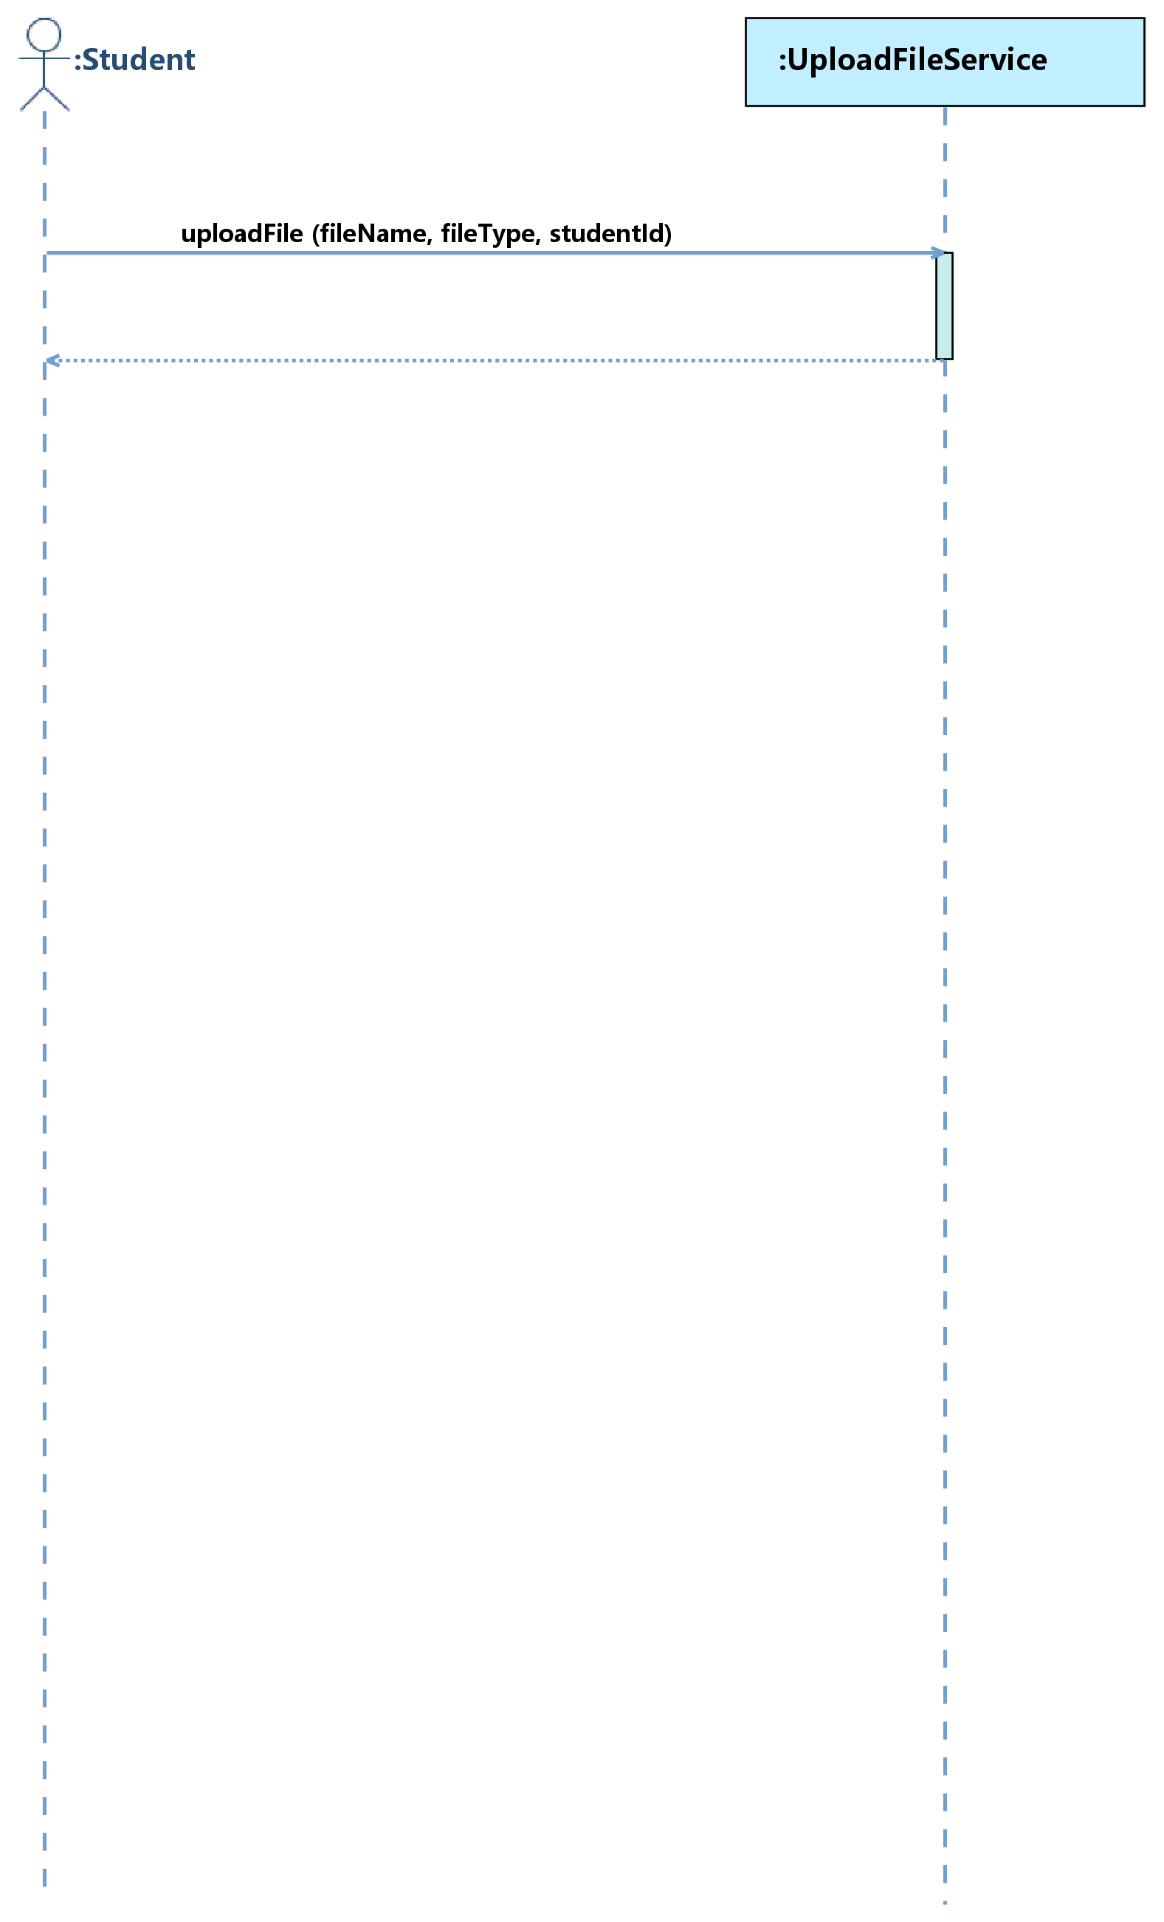 :Student
:UploadFileService
uploadFile (fileName, fileType, studentId)